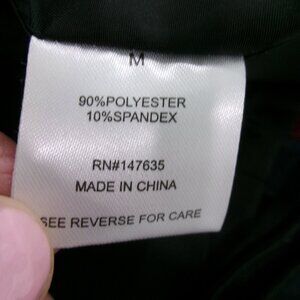 M
90%POLYESTER
10%SPANDEX
RN#147635
MADE IN CHINA
SEE REVERSE FOR CARE